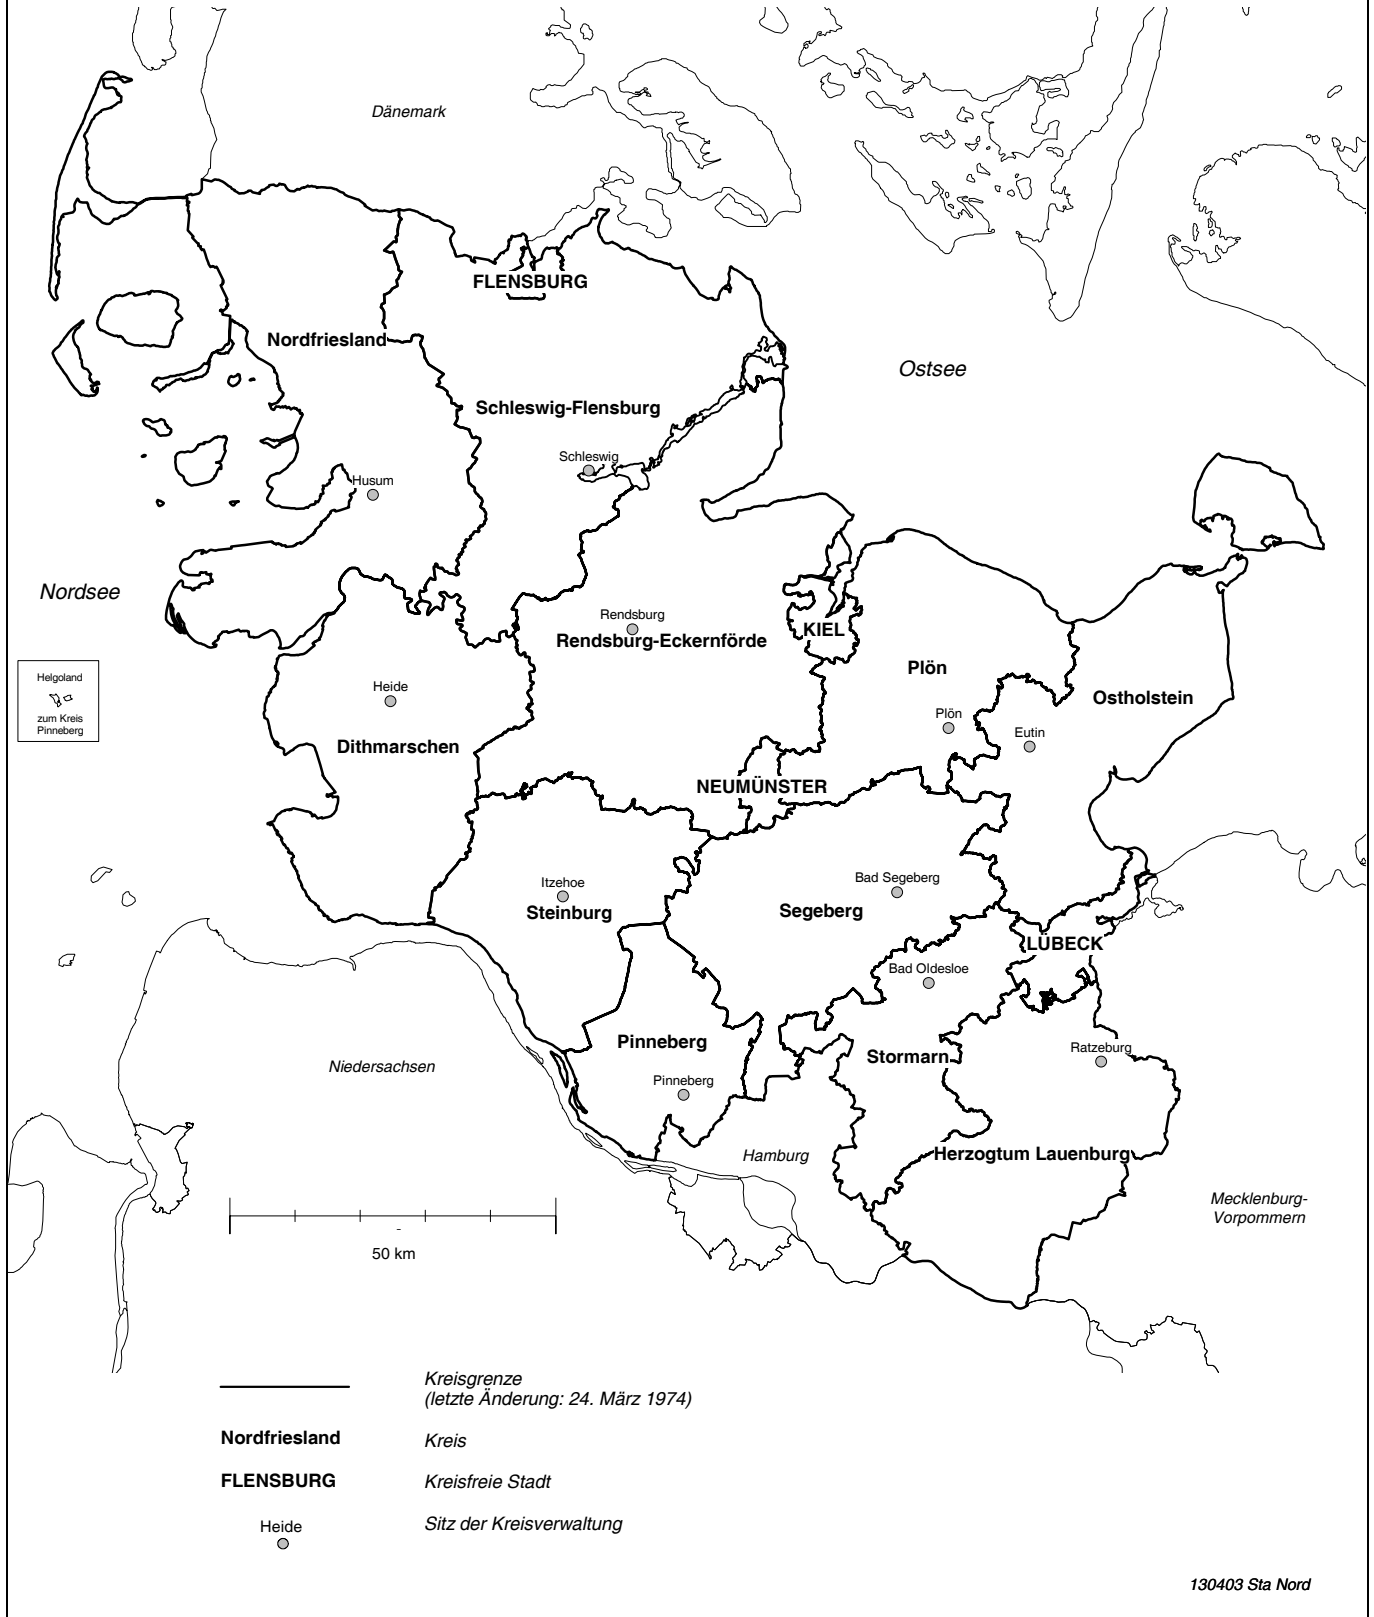 Dänemark
FLENSBURG
Nordfriesland
Ostsee
Schleswig-Flensburg
Schleswig
Husum
Nordsee
Rendsburg
Rendsburg-Eckernförde
KIEL
Helgoland
zum Kreis
Pinneberg
Heide
Dithmarschen
Plön
Plön
Ostholstein
Eutin
NEUMÜNSTER
Itzehoe
Steinburg
Bad Segeberg
Segeberg
LÜBECK
Bad Oldesloe
Pinneberg
Pinneberg
Stormarn
Ratzeburg
Niedersachsen
Hamburg
Herzogtum Lauenburg
Mecklenburg-
Vorpommern
50 km
Kreisgrenze
(letzte Änderung: 24. März 1974)
Nordfriesland Kreis
FLENSBURG Kreisfreie Stadt
Heide Sitz der Kreisverwaltung
130403 Sta Nord